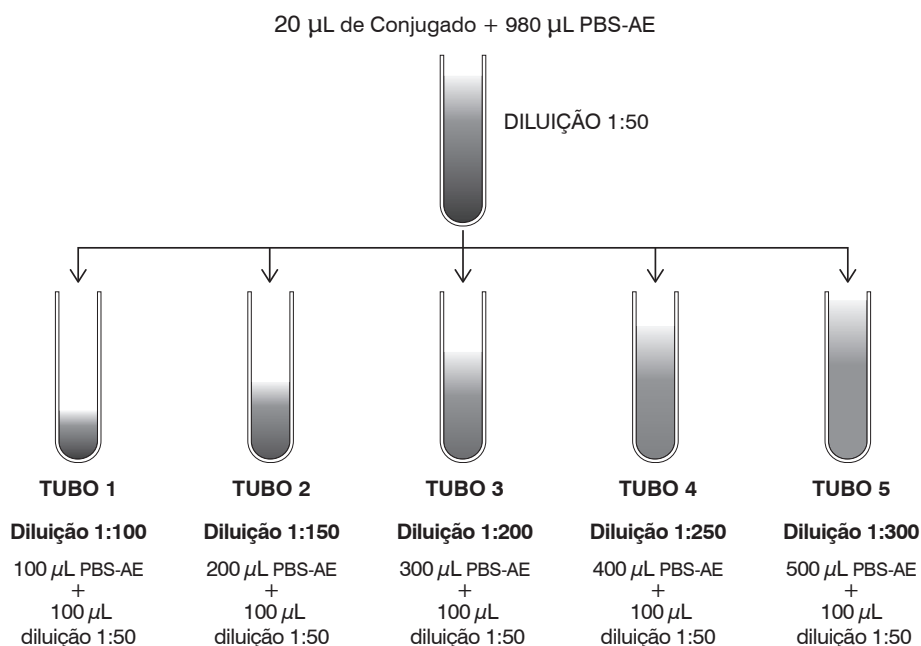 20 µL de Conjugado + 980 µL PBS-AE
DILUIÇÃO 1:50
TUBO 1
Diluição 1:100
100 µL PBS-AE
+
100 µL
diluição 1:50
TUBO 2
Diluição 1:150
200 µL PBS-AE
+
100 µL
diluição 1:50
TUBO 3
Diluição 1:200
300 µL PBS-AE
+
100 µL
diluição 1:50
TUBO 4
Diluição 1:250
400 µL PBS-AE
+
100 µL
diluição 1:50
TUBO 5
Diluição 1:300
500 µL PBS-AE
+
100 µL
diluição 1:50